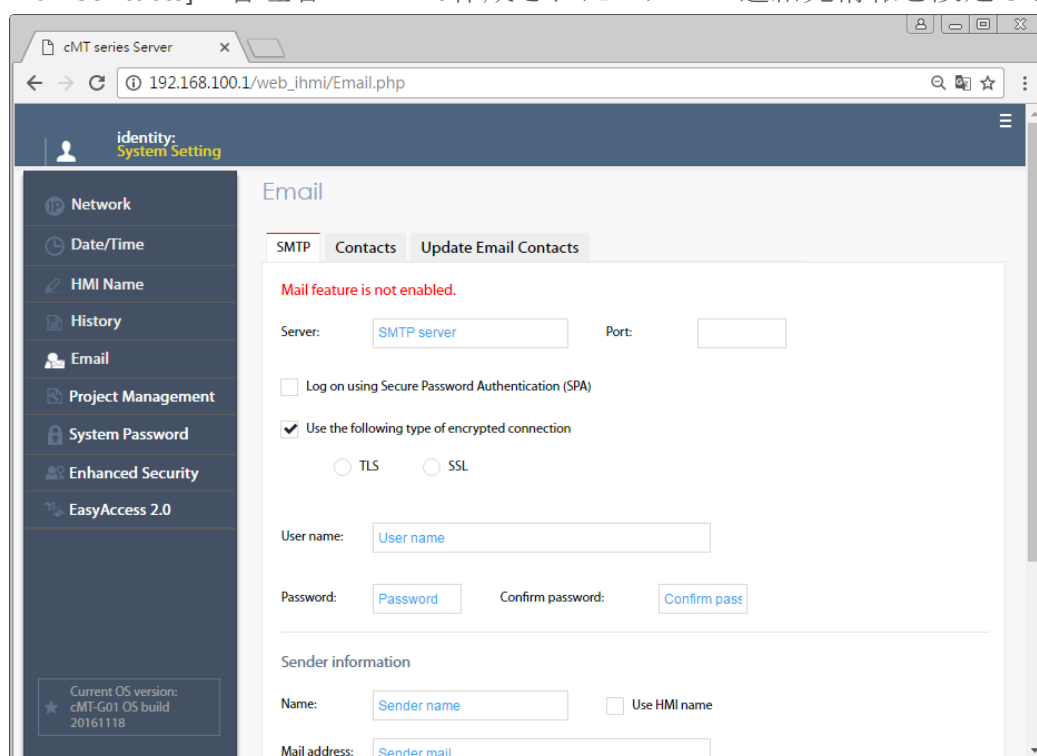 cMT series Server
192.168.100.1/web_ihmi/Email.php
identity:
System Setting
Network
Date/Time
HMI Name
History
Email
Project Management
System Password
Enhanced Security
EasyAccess 2.0
Current OS version:
cMT-G01 OS build
20161118
Email
SMTP Contacts Update Email Contacts
Mail feature is not enabled.
Server: SMTP server Port:
Log on using Secure Password Authentication (SPA)
Use the following type of encrypted connection
TLS SSL
User name: User name
Password: Password Confirm password: Confirm pass
Sender information
Name: Sender name Use HMI name
Mail address: Sender mail